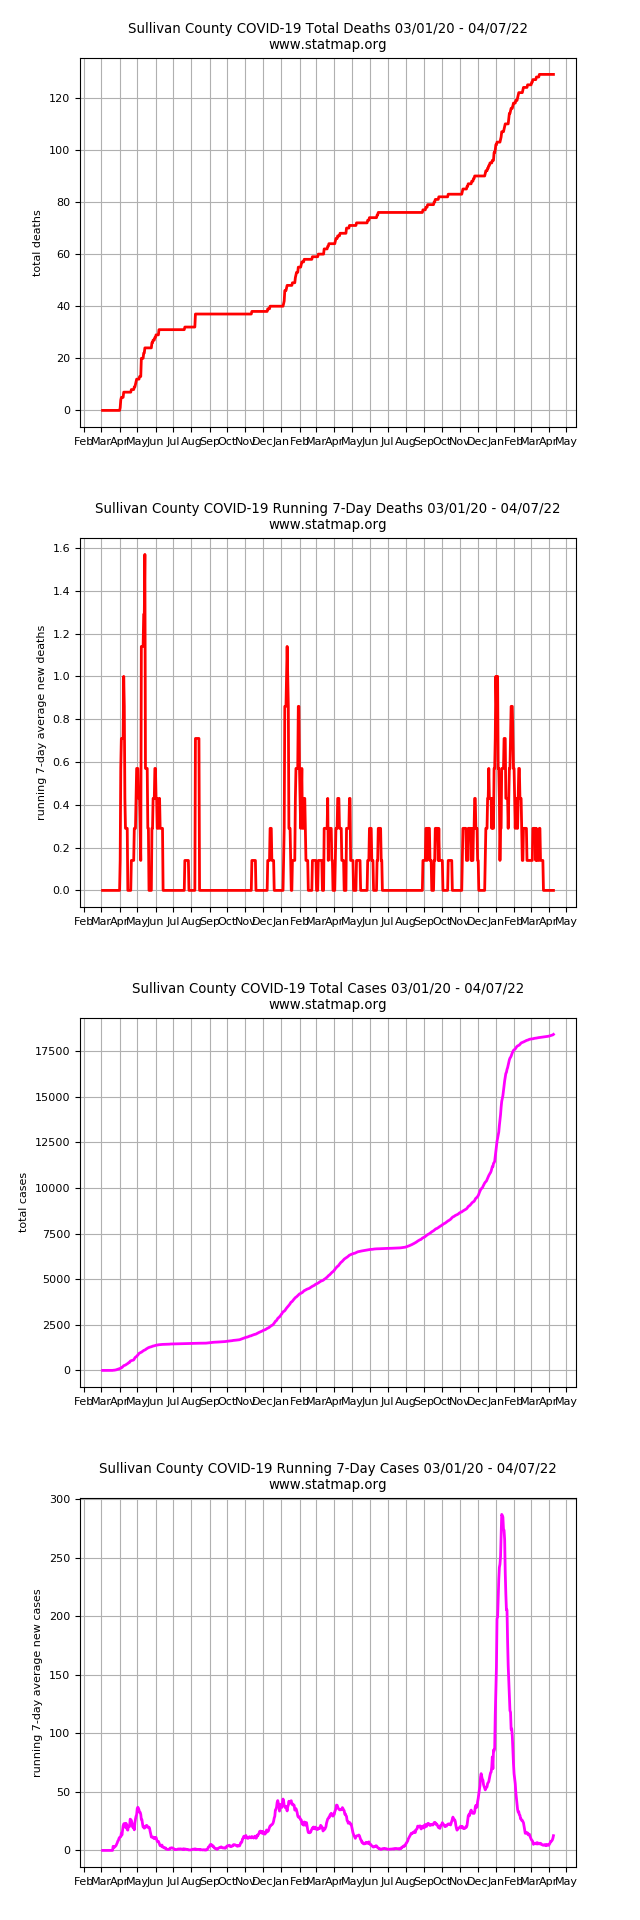 Sullivan County COVID-19 Total Deaths 03/01/20 - 04/07/22
www.statmap.org
120
100
80
60
40
20
0
total deaths
Feb Mar Apr May Jun Jul Aug Sep Oct Nov Dec Jan Feb Mar Apr May Jun Jul Aug Sep Oct Nov Dec Jan Feb Mar Apr May
Sullivan County COVID-19 Running 7-Day Deaths 03/01/20 - 04/07/22
www.statmap.org
1.6
1.4
1.2
1.0
0.8
0.6
0.4
0.2
0.0
running 7-day average new deaths
Feb Mar Apr May Jun Jul Aug Sep Oct Nov Dec Jan Feb Mar Apr May Jun Jul Aug Sep Oct Nov Dec Jan Feb Mar Apr May
Sullivan County COVID-19 Total Cases 03/01/20 - 04/07/22
www.statmap.org
17500
15000
12500
10000
7500
5000
2500
0
total cases
Feb Mar Apr May Jun Jul Aug Sep Oct Nov Dec Jan Feb Mar Apr May Jun Jul Aug Sep Oct Nov Dec Jan Feb Mar Apr May
Sullivan County COVID-19 Running 7-Day Cases 03/01/20 - 04/07/22
www.statmap.org
300
250
200
150
100
50
0
running 7-day average new cases
Feb Mar Apr May Jun Jul Aug Sep Oct Nov Dec Jan Feb Mar Apr May Jun Jul Aug Sep Oct Nov Dec Jan Feb Mar Apr May